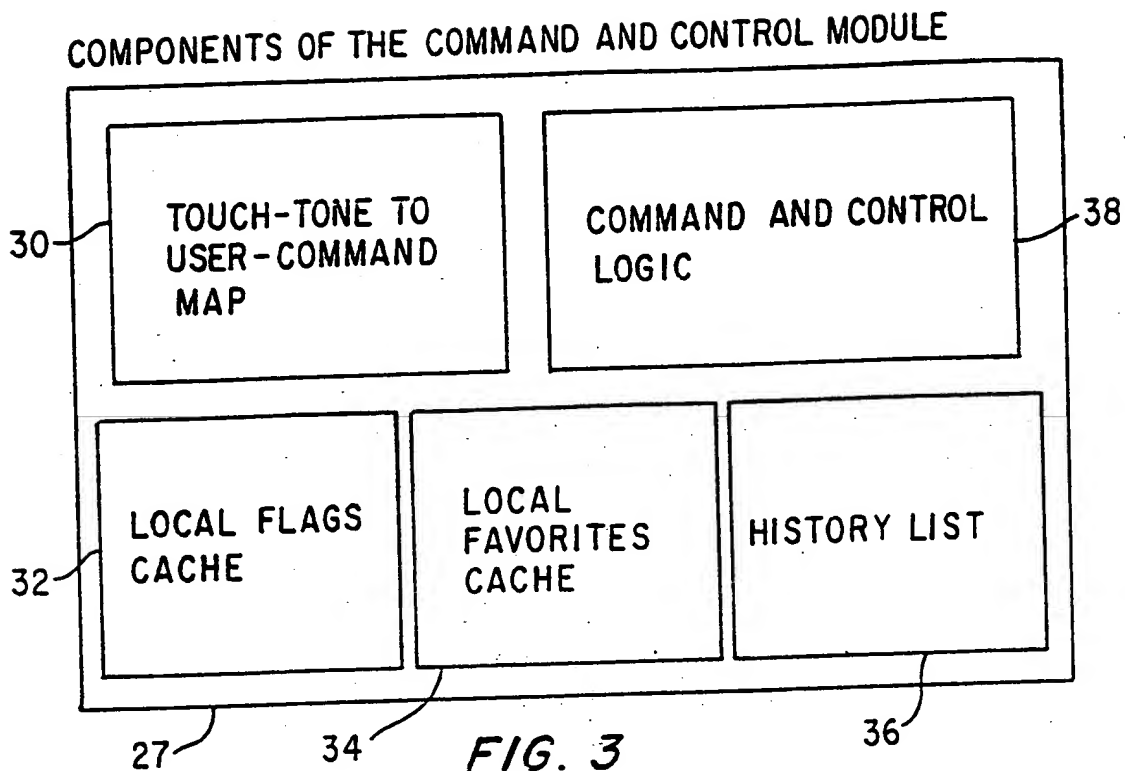 COMPONENTS OF THE COMMAND AND CONTROL MODULE
30
TOUCH-TONE TO
USER-COMMAND
MAP
COMMAND AND CONTROL
LOGIC
38
32
LOCAL FLAGS
CACHE
LOCAL
FAVORITES
CACHE
HISTORY LIST
27
34
36
FIG. 3